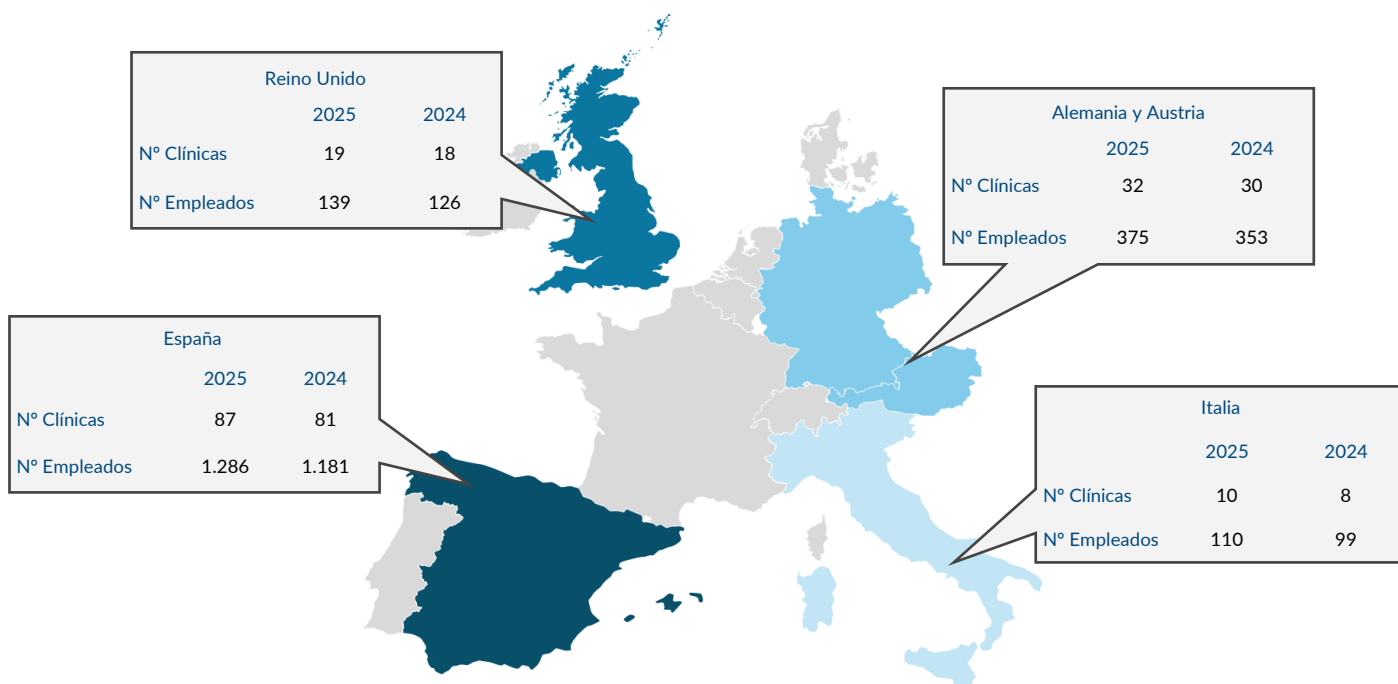 Reino Unido
2025 2024
Nº Clínicas 19 18
Nº Empleados 139 126
Alemania y Austria
2025 2024
Nº Clínicas 32 30
Nº Empleados 375 353
España
2025 2024
Nº Clínicas 87 81
Nº Empleados 1.286 1.181
Italia
2025 2024
Nº Clínicas 10 8
Nº Empleados 110 99